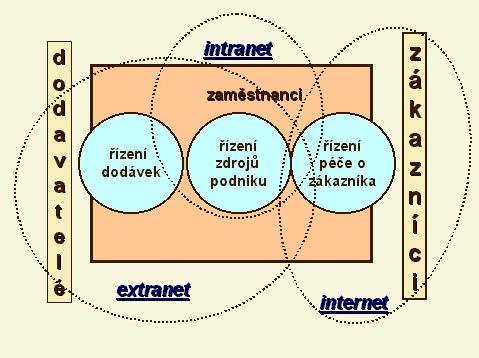 intranet
zaměstnanci
dodavatelé
řízení
dodávek
řízení
zdrojů
podniku
řízení
péče o
zákazníka
zákazníci
extranet
internet